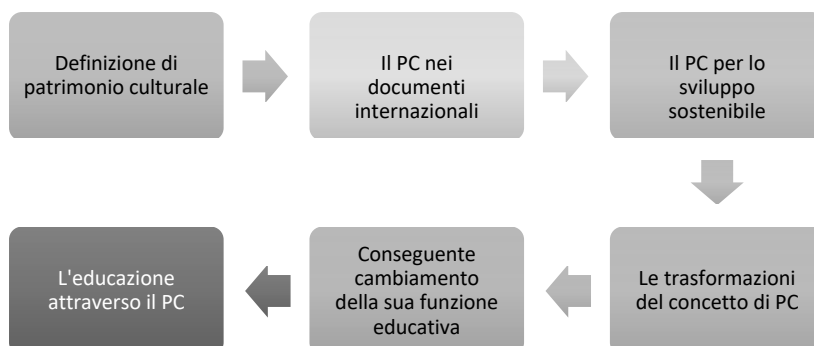 Definizione di
patrimonio culturale
Il PC nei
documenti
internazionali
Il PC per lo
sviluppo
sostenibile
Le trasformazioni
del concetto di PC
Conseguente
cambiamento
della sua funzione
educativa
L'educazione
attraverso il PC